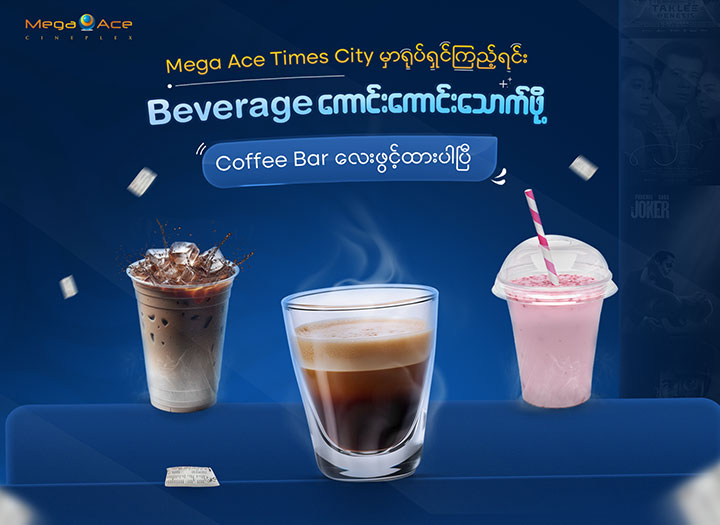 Mega Ace
CINEPLEX
Mega Ace Times City မှာရုပ်ရှင်ကြည့်ရင်း
Beverage ကောင်းကောင်းသောက်ဖို့
Coffee Bar လေးဖွင့်ထားပါပြီ
JOKER